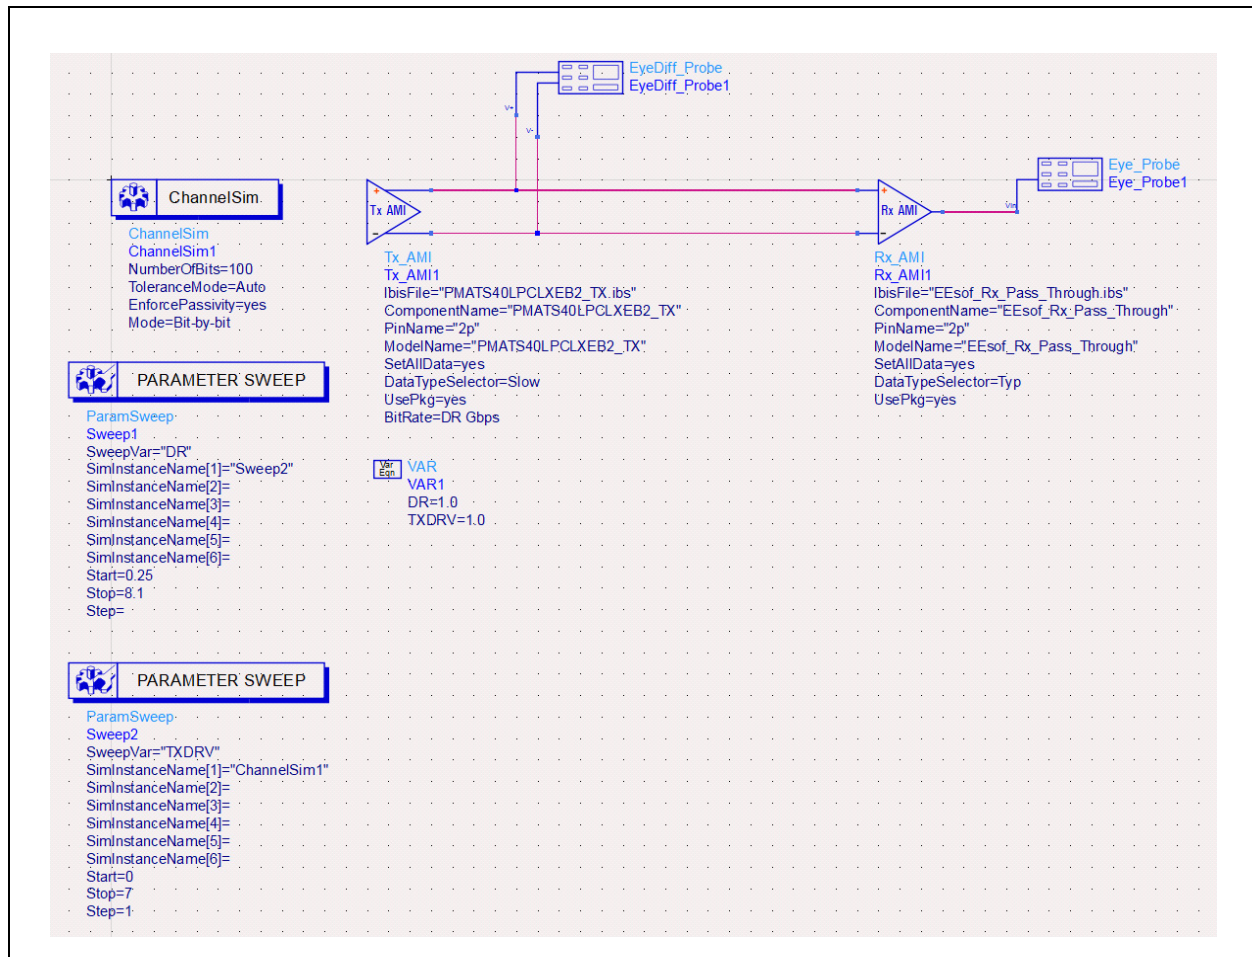 EyeDiff_Probe
EyeDiff_Probe1
V+
V-
Eye_Probe
Eye_Probe1
Vin
ChannelSim
ChannelSim
ChannelSim1
NumberOfBits=100
ToleranceMode=Auto
EnforcePassivity=yes
Mode=Bit-by-bit
+
Tx AMI
-
Tx_AMI
Tx_AMI1
IbisFile="PMATS40LPCLXEB2_TX.ibs"
ComponentName="PMATS40LPCLXEB2_TX"
PinName="2p"
ModelName="PMATS40LPCLXEB2_TX"
SetAllData=yes
DataTypeSelector=Slow
UsePkg=yes
BitRate=DR Gbps
+
Rx AMI
-
Rx_AMI
Rx_AMI1
IbisFile="EEsof_Rx_Pass_Through.ibs"
ComponentName="EEsof_Rx_Pass_Through"
PinName="2p"
ModelName="EEsof_Rx_Pass_Through"
SetAllData=yes
DataTypeSelector=Typ
UsePkg=yes
PARAMETER SWEEP
ParamSweep
Sweep1
SweepVar="DR"
SimInstanceName[1]="Sweep2"
SimInstanceName[2]=
SimInstanceName[3]=
SimInstanceName[4]=
SimInstanceName[5]=
SimInstanceName[6]=
Start=0.25
Stop=8.1
Step=
Var
Eqn
VAR
VAR1
DR=1.0
TXDRV=1.0
PARAMETER SWEEP
ParamSweep
Sweep2
SweepVar="TXDRV"
SimInstanceName[1]="ChannelSim1"
SimInstanceName[2]=
SimInstanceName[3]=
SimInstanceName[4]=
SimInstanceName[5]=
SimInstanceName[6]=
Start=0
Stop=7
Step=1